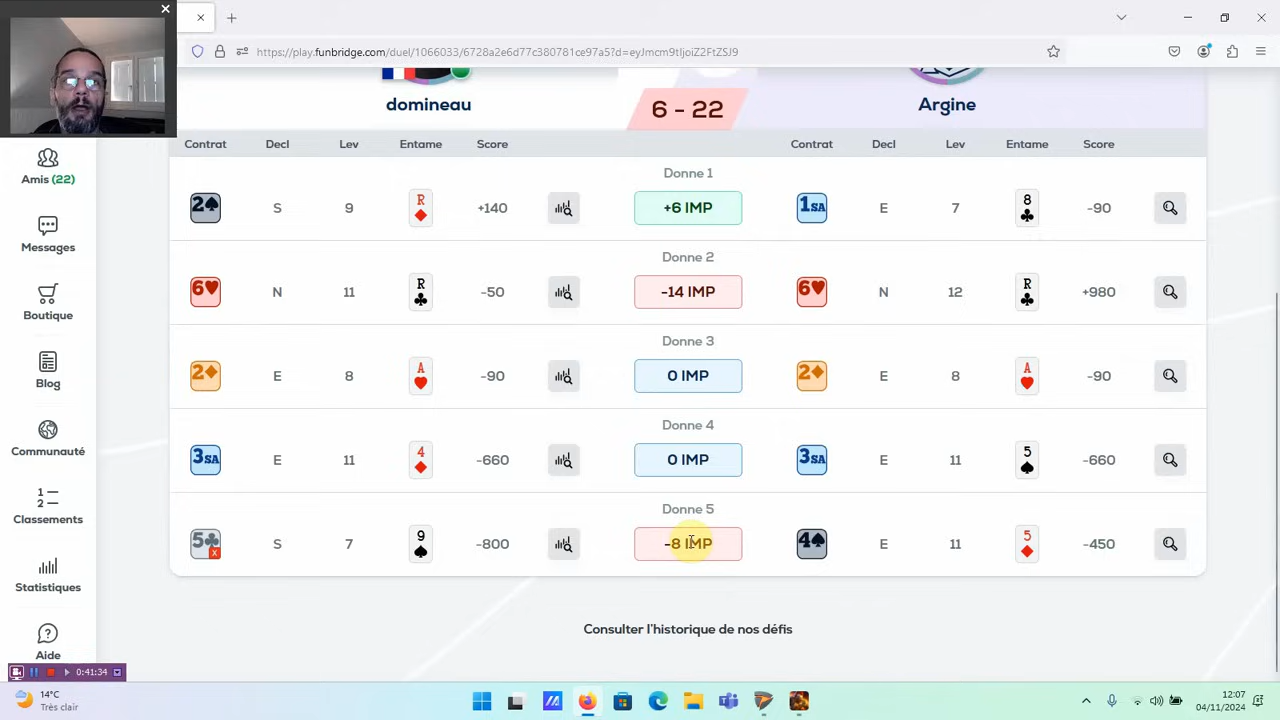 https://play.funbridge.com/duel/1066033/6728a2e6d77c380781ce97a5?d=eyJmcm9tIjoiZ2FtZSJ9
domineau
6 - 22
Argine
Contrat Decl Lev Entame Score Contrat Decl Lev Entame Score
Amis (22)
Donne 1
2♠ S 9 R♦ +140 +6 IMP 1SA E 7 8♣ -90
Messages
Donne 2
6♥ N 11 R♣ -50 -14 IMP 6♥ N 12 R♣ +980
Boutique
Donne 3
2♦ E 8 A♥ -90 0 IMP 2♦ E 8 A♥ -90
Blog
Donne 4
Communauté
3SA E 11 4♦ -660 0 IMP 3SA E 11 5♠ -660
1
2
Donne 5
Classements
5♣ x S 7 9♠ -800 -8 IMP 4♠ E 11 5♦ -450
Statistiques
Consulter l'historique de nos défis
Aide
0:41:34
14°C
Très clair
12:07
04/11/2024